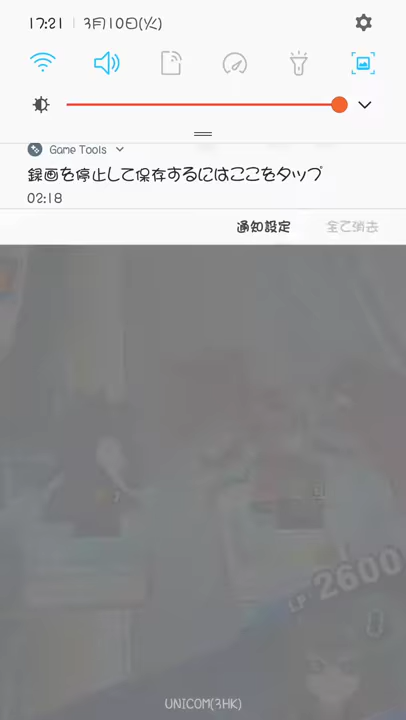 17:21 | 3月10日(火)
Game Tools
録画を停止して保存するにはここをタップ
02:18
通知設定 全て消去
LP 2600
UNICOM(3HK)